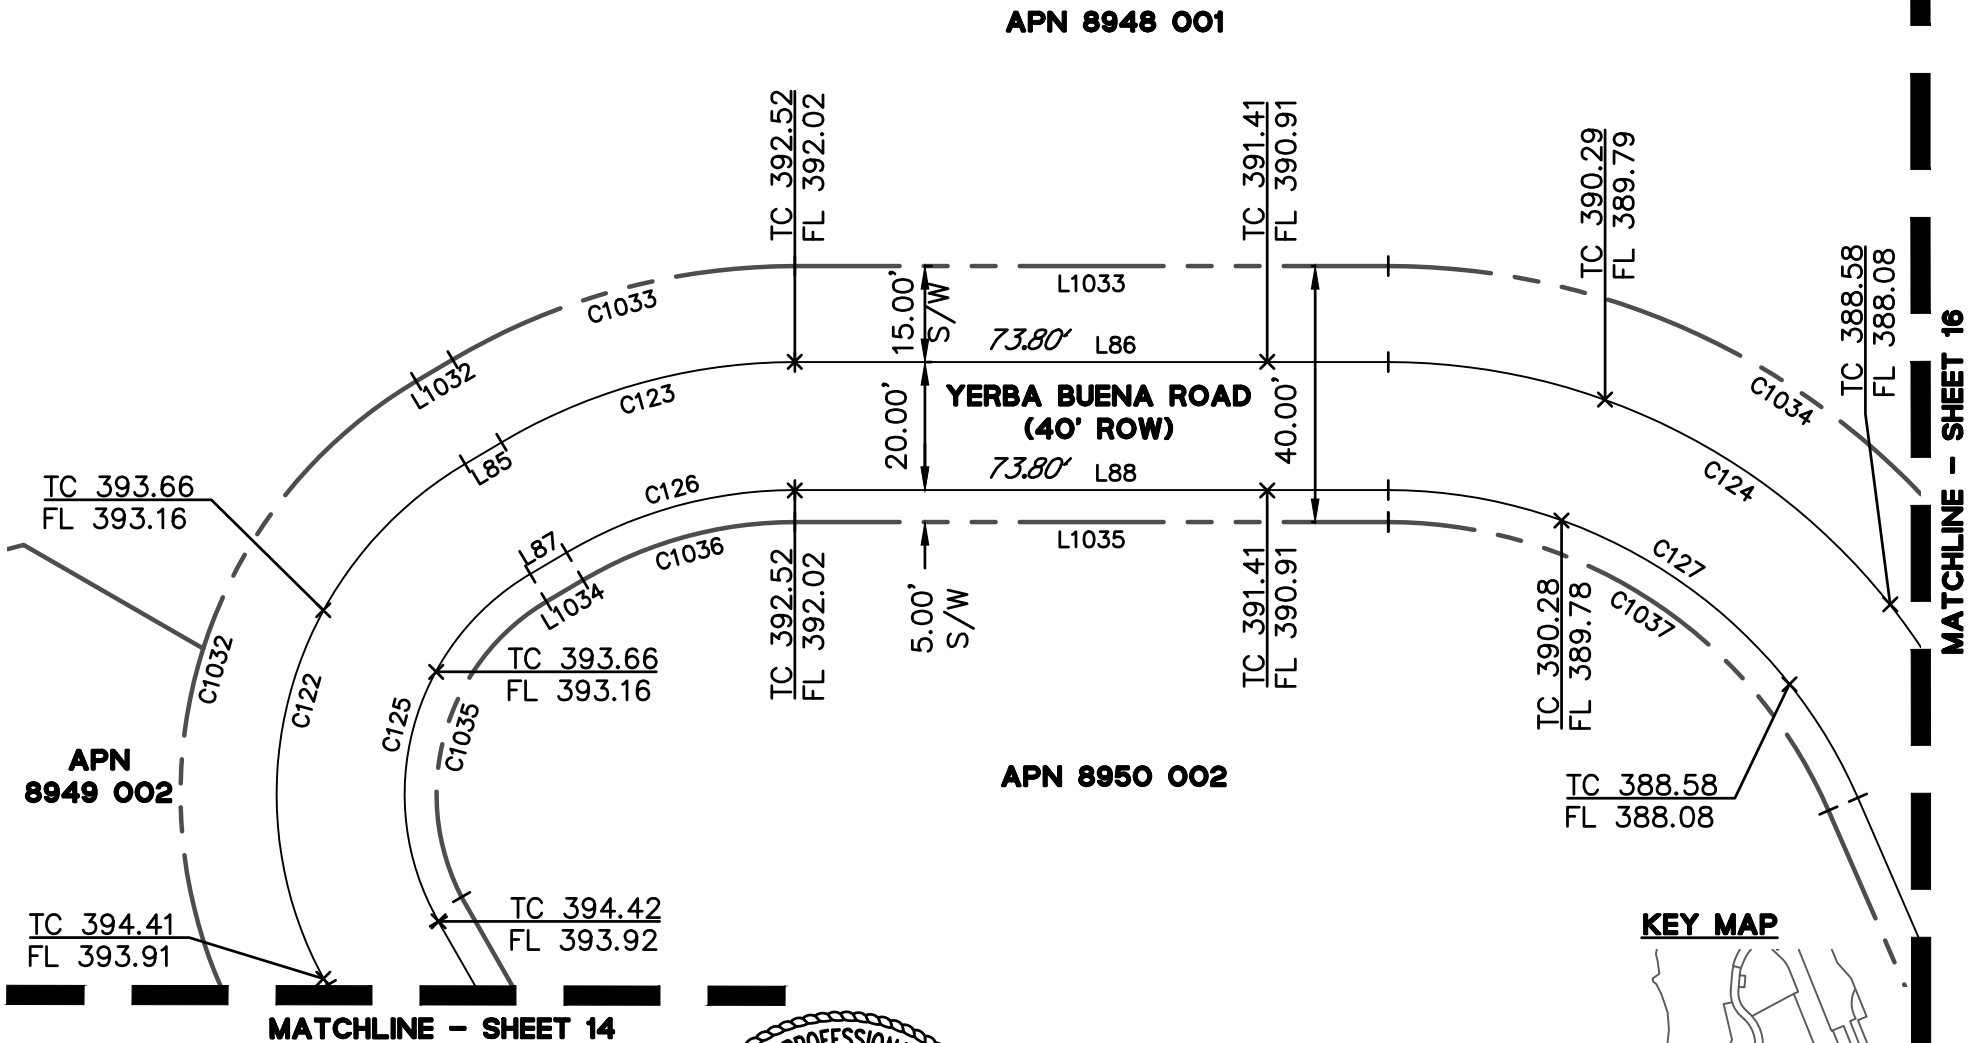 APN 8948 001
TC 392.52
FL 392.02
TC 391.41
FL 390.91
TC 390.29
FL 389.79
TC 388.58
FL 388.08
C1033
15.00'
S/W
L1033
73.80'
L86
L1032
C123
20.00'
YERBA BUENA ROAD
(40' ROW)
40.00'
C1034
MATCHLINE - SHEET 16
73.80'
L88
L85
C126
C124
TC 393.66
FL 393.16
L87
C1036
L1035
C127
L1034
C1037
TC 392.52
FL 392.02
5.00'
S/W
TC 391.41
FL 390.91
TC 390.28
FL 389.78
C1032
C122
TC 393.66
FL 393.16
C125
C1035
APN
8949 002
APN 8950 002
TC 388.58
FL 388.08
TC 394.41
FL 393.91
TC 394.42
FL 393.92
KEY MAP
MATCHLINE - SHEET 14
PROFESSION